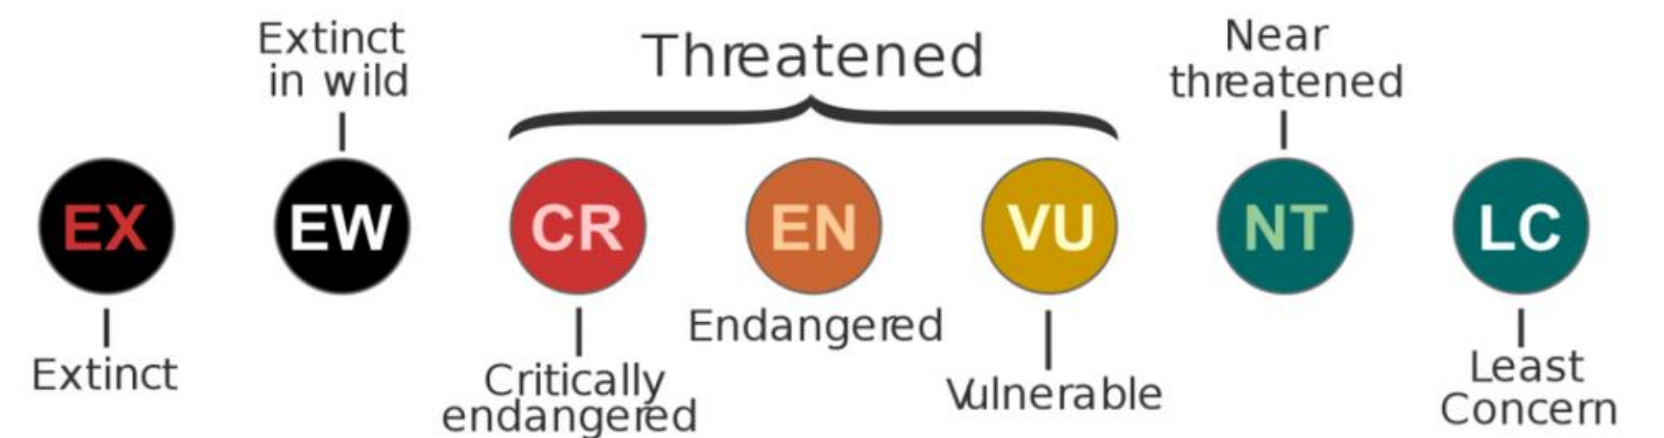 Extinct
in wild
Threatened
Near
threatened
EX
EW
CR
EN
VU
NT
LC
Extinct
Critically
endangered
Endangered
Vulnerable
Least
Concern